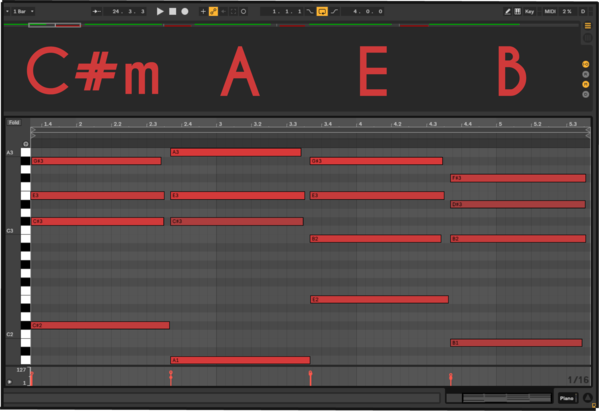 1 Bar 24. 3. 3 1. 1. 1 4. 0. 0 Key MIDI 2% D
C#m A E B
Fold 1.4 2 2.2 2.3 2.4 3 3.2 3.3 3.4 4 4.2 4.3 4.4 5 5.2 5.3
A3 A3
G#3 G#3
F#3
E3 E3 E3
D#3
C#3 C#3
C3 B2 B2
E2
C#2
C2 B1
A1
127
1 1/16
Piano